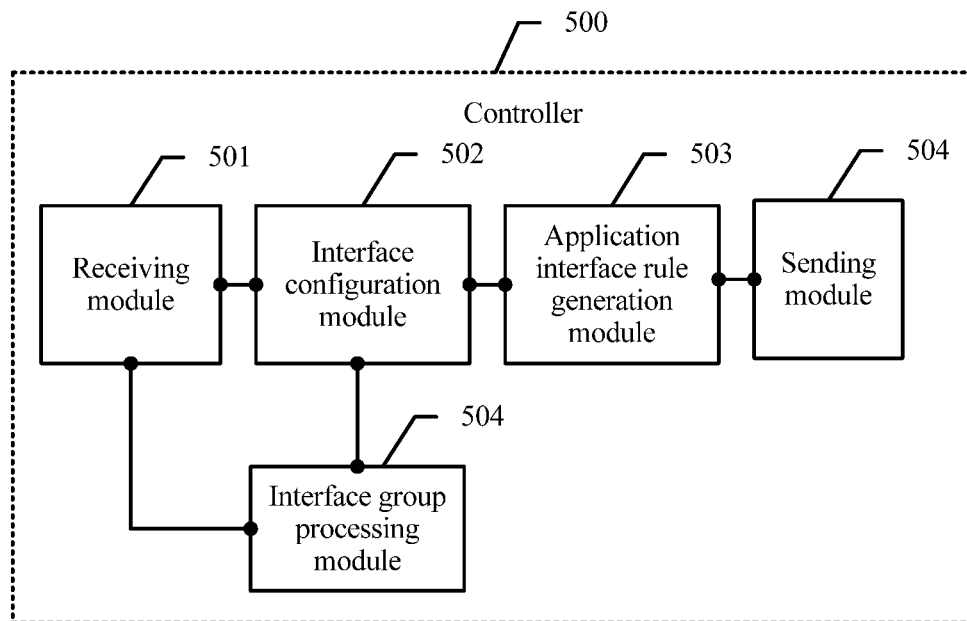 500
Controller
501
502
503
504
Receiving
module
Interface
configuration
module
Application
interface rule
generation
module
Sending
module
504
Interface group
processing
module